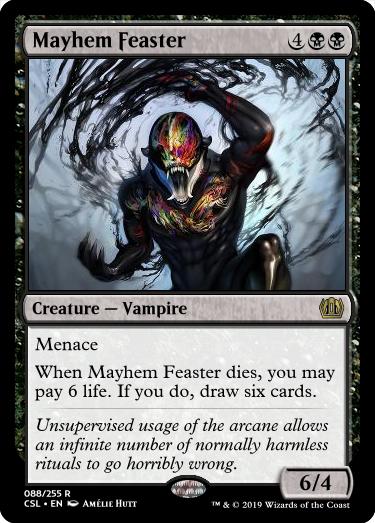 Mayhem Feaster 4
Creature — Vampire
Menace
When Mayhem Feaster dies, you may
pay 6 life. If you do, draw six cards.
Unsupervised usage of the arcane allows
an infinite number of normally harmless
rituals to go horribly wrong.
6/4
088/255 R
CSL • EN Amélie Hutt
™ & © 2019 Wizards of the Coast